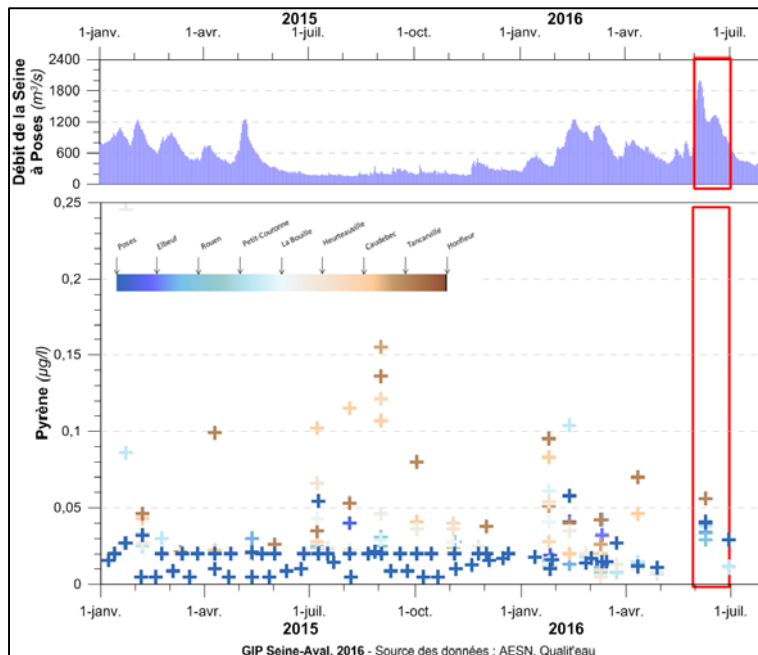 2015 2016
1-janv. 1-avr. 1-juil. 1-oct. 1-janv. 1-avr. 1-juil.
Débit de la Seine
à Poses (m³/s)
2400
1800
1200
600
0
0,25
0,2
0,15
0,1
0,05
0
Pyrène (µg/l)
Poses Elbeuf Rouen Petit-Couronne La Bouille Heurteauville Caudebec Tancarville Honfleur
1-janv. 1-avr. 1-juil. 1-oct. 1-janv. 1-avr. 1-juil.
2015 2016
GIP Seine-Aval, 2016 - Source des données : AESN, Qualit'eau